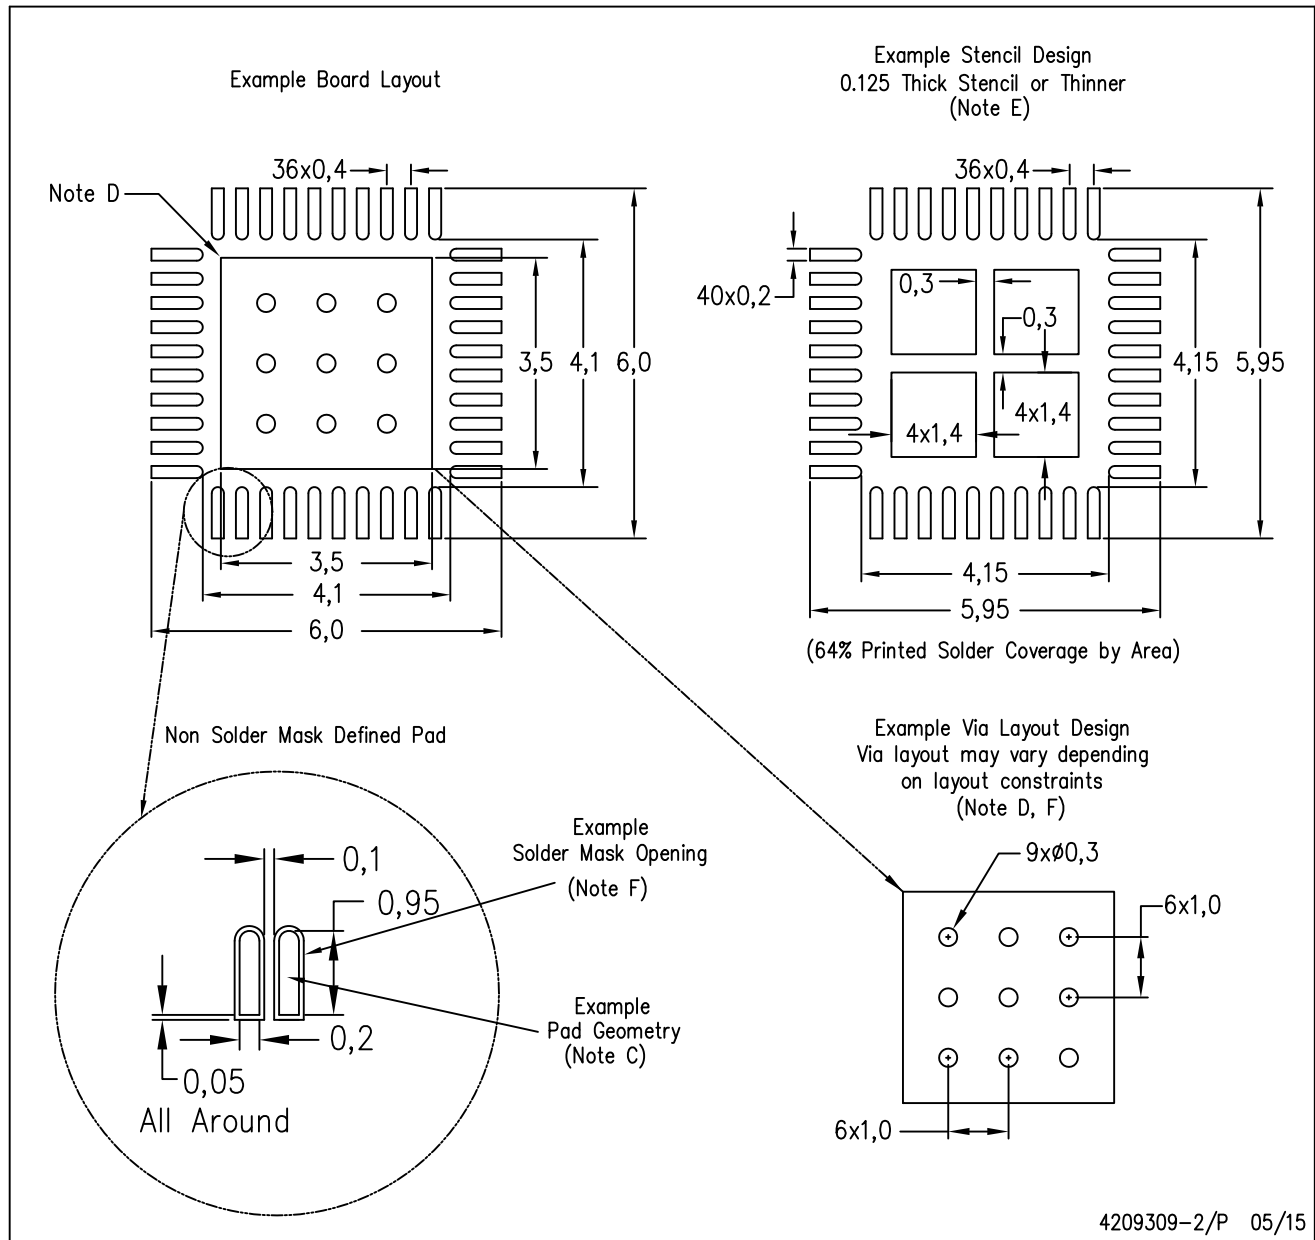 Example Board Layout
36x0,4
Note D
3,5
4,1
6,0
3,5
4,1
6,0
Example Stencil Design
0.125 Thick Stencil or Thinner
(Note E)
36x0,4
40x0,2
0,3
0,3
4x1,4
4x1,4
4,15
5,95
4,15
5,95
(64% Printed Solder Coverage by Area)
Non Solder Mask Defined Pad
0,1
0,95
0,2
0,05
All Around
Example
Solder Mask Opening
(Note F)
Example
Pad Geometry
(Note C)
Example Via Layout Design
Via layout may vary depending
on layout constraints
(Note D, F)
9xø0,3
6x1,0
6x1,0
4209309-2/P 05/15